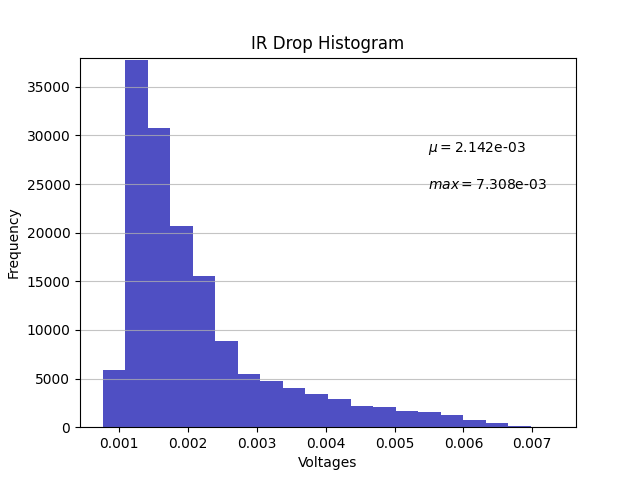 IR Drop Histogram
35000
30000
25000
20000
15000
10000
5000
0
Frequency
μ = 2.142e-03
max = 7.308e-03
0.001 0.002 0.003 0.004 0.005 0.006 0.007
Voltages